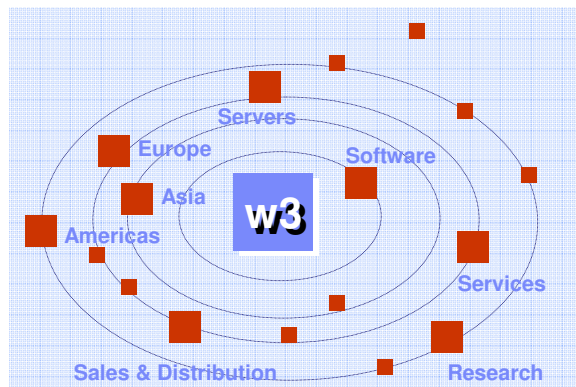 Servers
Europe
Software
Asia
w3
Americas
Services
Sales & Distribution
Research